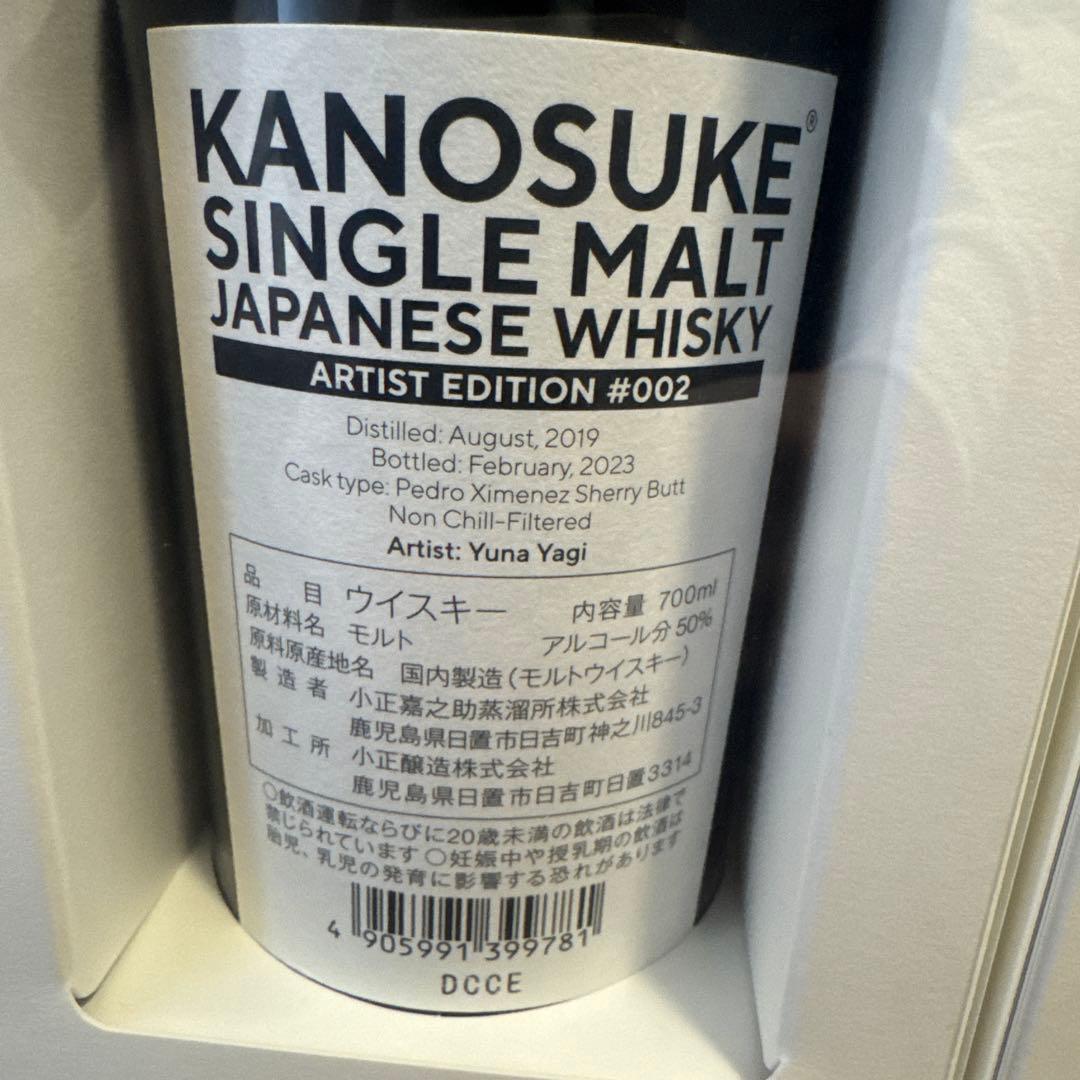 KANOSUKE®
SINGLE MALT
JAPANESE WHISKY
ARTIST EDITION #002
Distilled: August, 2019
Bottled: February, 2023
Cask type: Pedro Ximenez Sherry Butt
Non Chill-Filtered
Artist: Yuna Yagi
品目 ウイスキー 内容量 700ml
原材料名 モルト アルコール分 50%
原料原産地名 国内製造(モルトウイスキー)
製造者 小正嘉之助蒸溜所株式会社
鹿児島県日置市日吉町神之川845-3
加工所 小正醸造株式会社
鹿児島県日置市日吉町日置3314
○飲酒運転ならびに20歳未満の飲酒は法律で
禁じられています ○妊娠中や授乳期の飲酒は
胎児、乳児の発育に影響する恐れがあります
4 905991 399781
DCCE